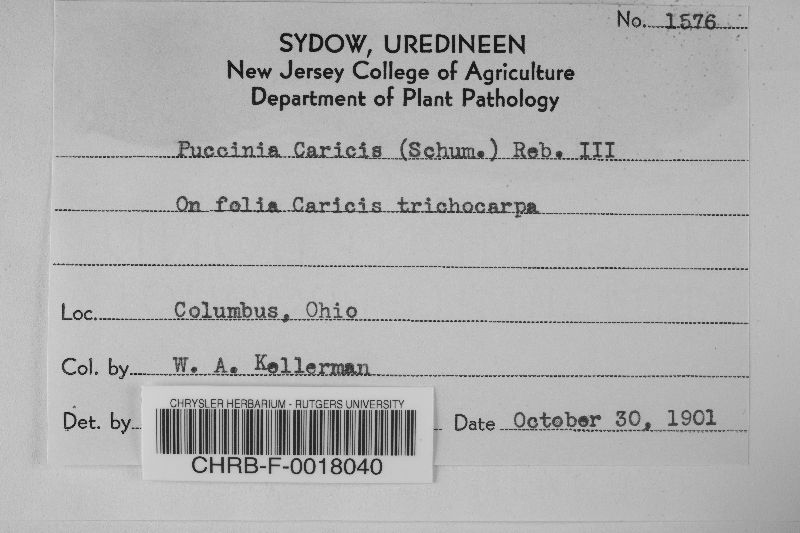 No. 1576
SYDOW, UREDINEEN
New Jersey College of Agriculture
Department of Plant Pathology
Puccinia Caricis (Schum.) Reb. III
On folia Caricis trichocarpa
Loc. Columbus, Ohio
Col. by W. A. Kellerman
Det. by
Date October 30, 1901
CHRYSLER HERBARIUM - RUTGERS UNIVERSITY
CHRB-F-0018040